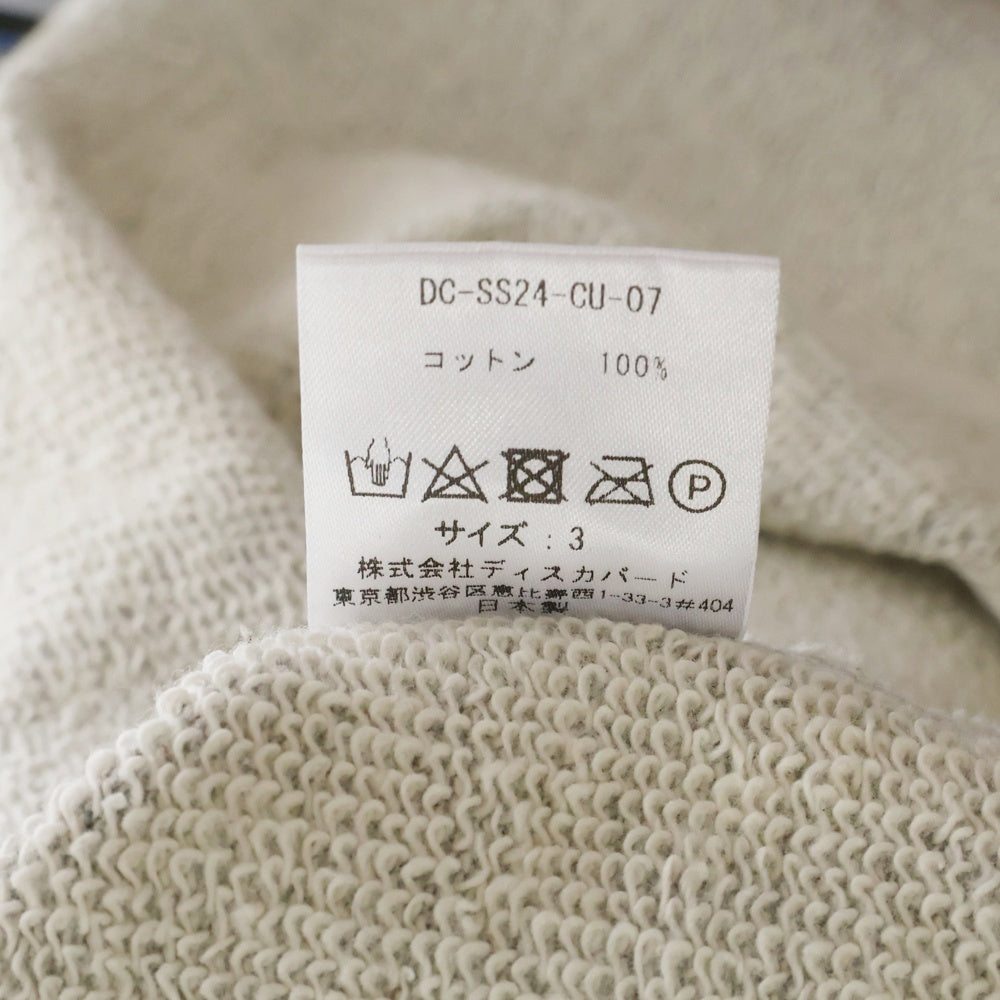 DC-SS24-CU-07
コットン 100%
P
サイズ : 3
株式会社ディスカバード
東京都渋谷区恵比寿西1-33-3#404
日本製